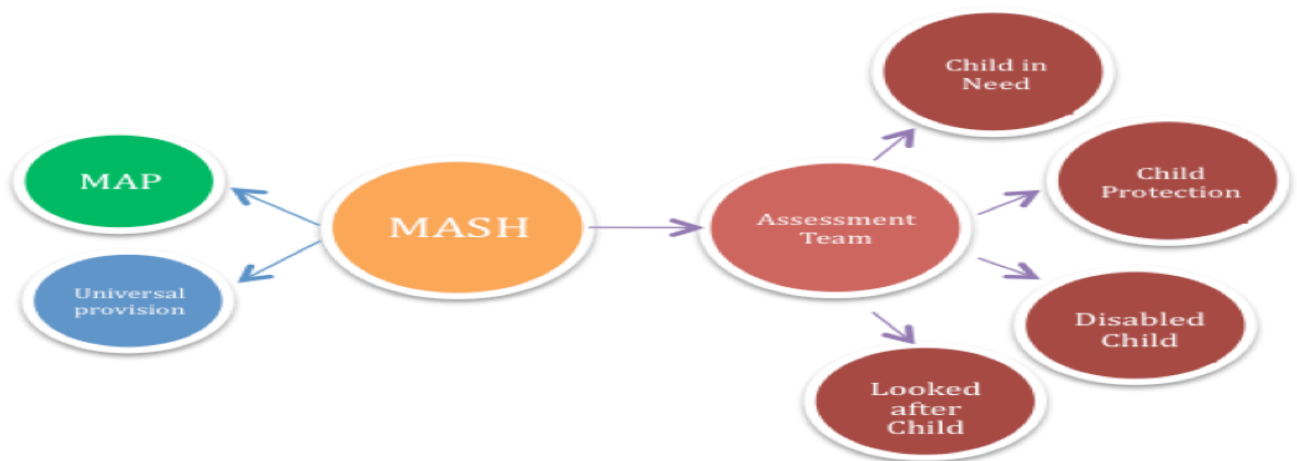 MAP
Universal
provision
MASH
Assessment
Team
Child in
Need
Child
Protection
Disabled
Child
Looked
after
Child